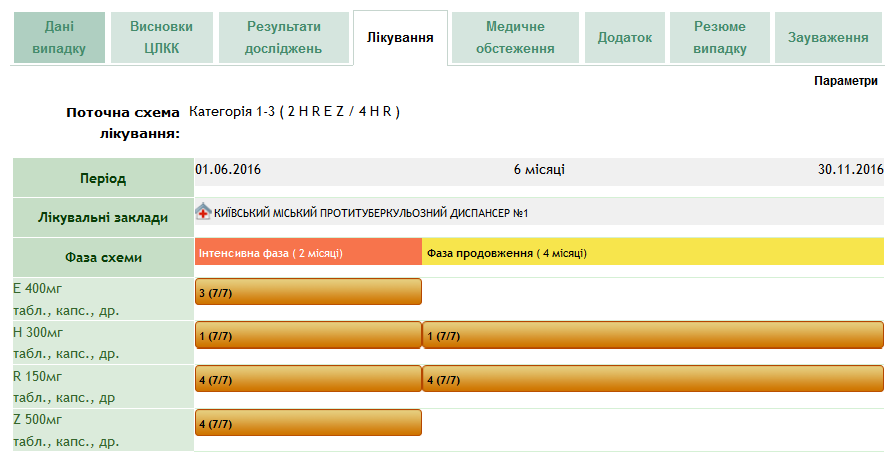 Дані випадку
Висновки ЦЛКК
Результати досліджень
Лікування
Медичне обстеження
Додаток
Резюме випадку
Зауваження
Параметри
Поточна схема лікування:
Категорія 1-3 ( 2 H R E Z / 4 H R )
Період
01.06.2016
6 місяці
30.11.2016
Лікувальні заклади
КИЇВСЬКИЙ МІСЬКИЙ ПРОТИТУБЕРКУЛЬОЗНИЙ ДИСПАНСЕР №1
Фаза схеми
Інтенсивна фаза ( 2 місяці)
Фаза продовження ( 4 місяці)
E 400мг
табл., капс., др.
3 (7/7)
H 300мг
табл., капс., др.
1 (7/7)
1 (7/7)
R 150мг
табл., капс., др
4 (7/7)
4 (7/7)
Z 500мг
табл., капс., др.
4 (7/7)